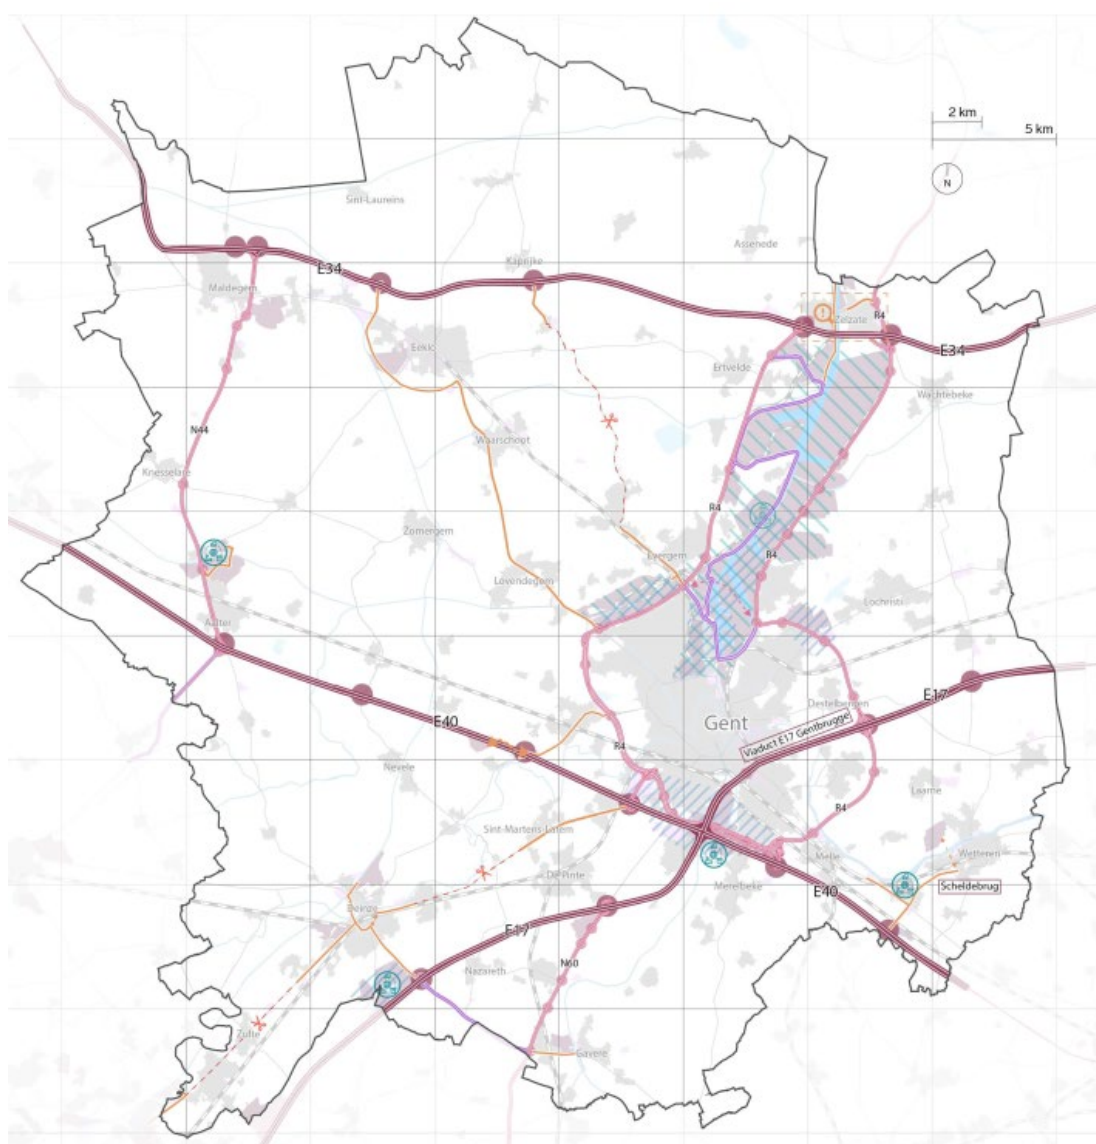 2 km
5 km
N
Sint-Laureins
Assenede
Kaprijke
E34
Maldegem
R4
Zelzate
E34
Eeklo
Ertvelde
Wachtebeke
N44
Waarschoot
Knesselare
R4
Zomergem
Evergem
R4
Lovendegem
Lochristi
Aalter
E17
Destelbergen
E40
Gent
Viaduct E17 Gentbrugge
R4
Nevele
Laarne
R4
Sint-Martens-Latem
Melle
Wetteren
De Pinte
Merelbeke
E40
Scheldebrug
Deinze
E17
Nazareth
N60
Zulte
Gavere